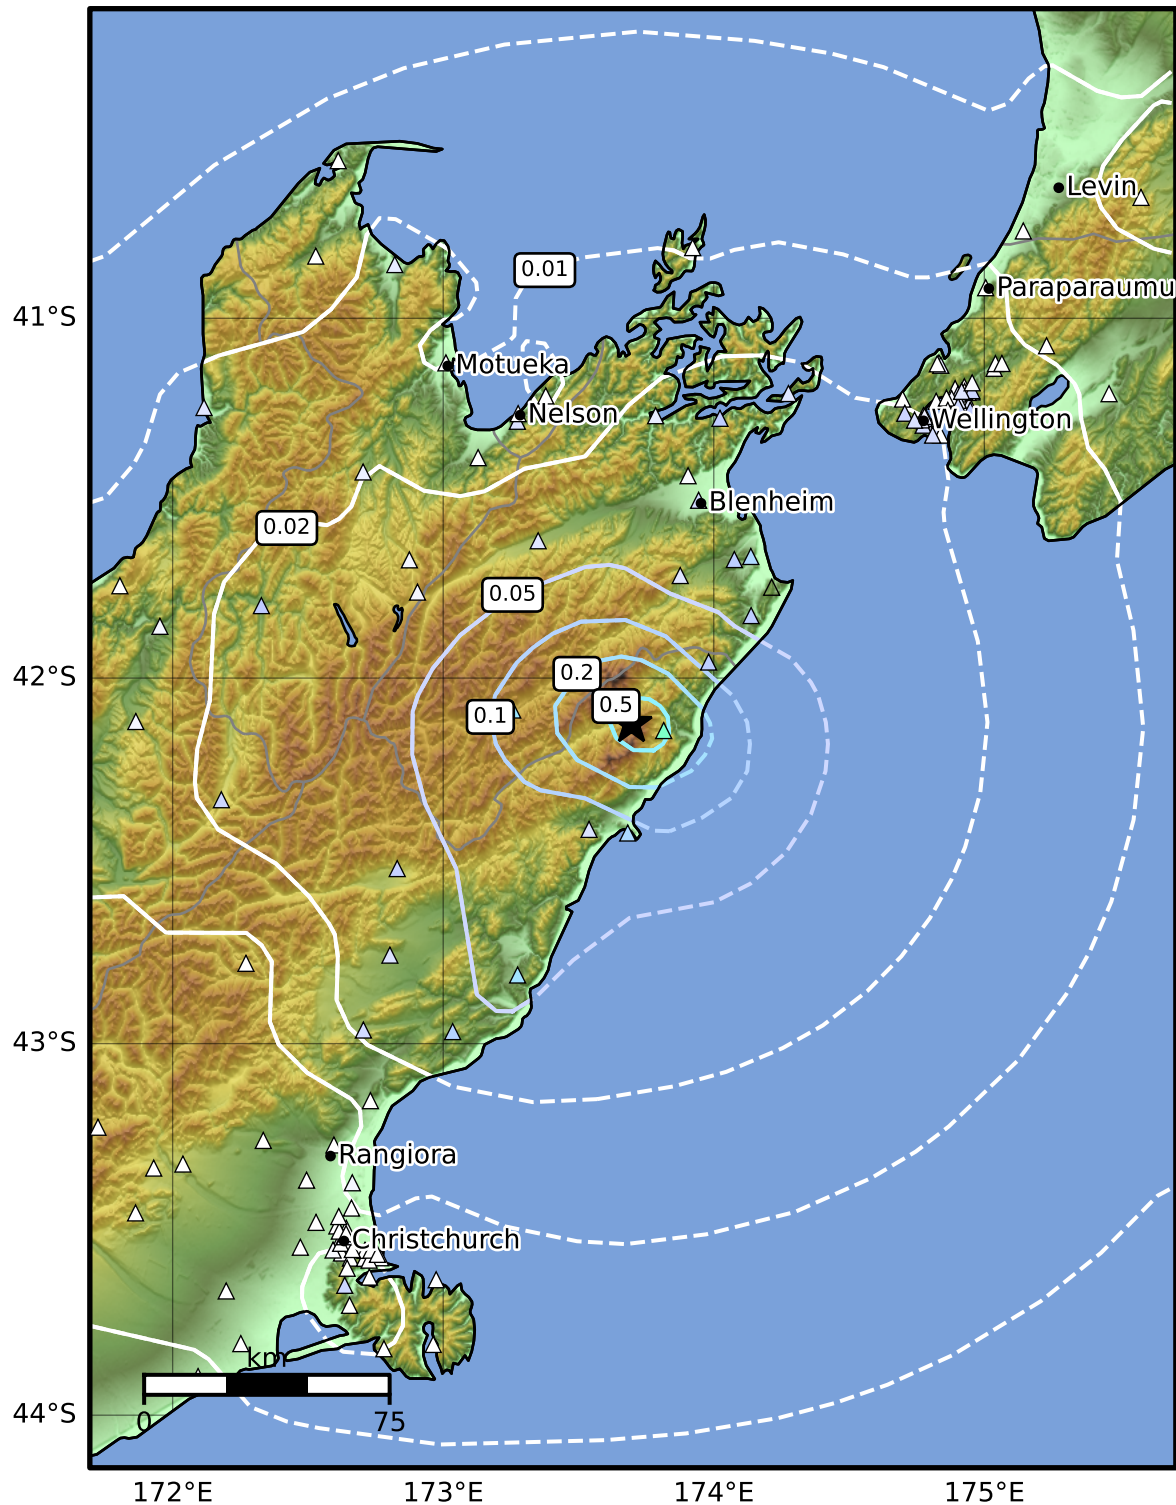 Levin
0.01
Paraparaumu
41°S
Motueka
Nelson
Wellington
Blenheim
0.02
0.05
0.2
42°S
0.5
0.1
43°S
Rangiora
Christchurch
km
0
75
44°S
172°E
173°E
174°E
175°E